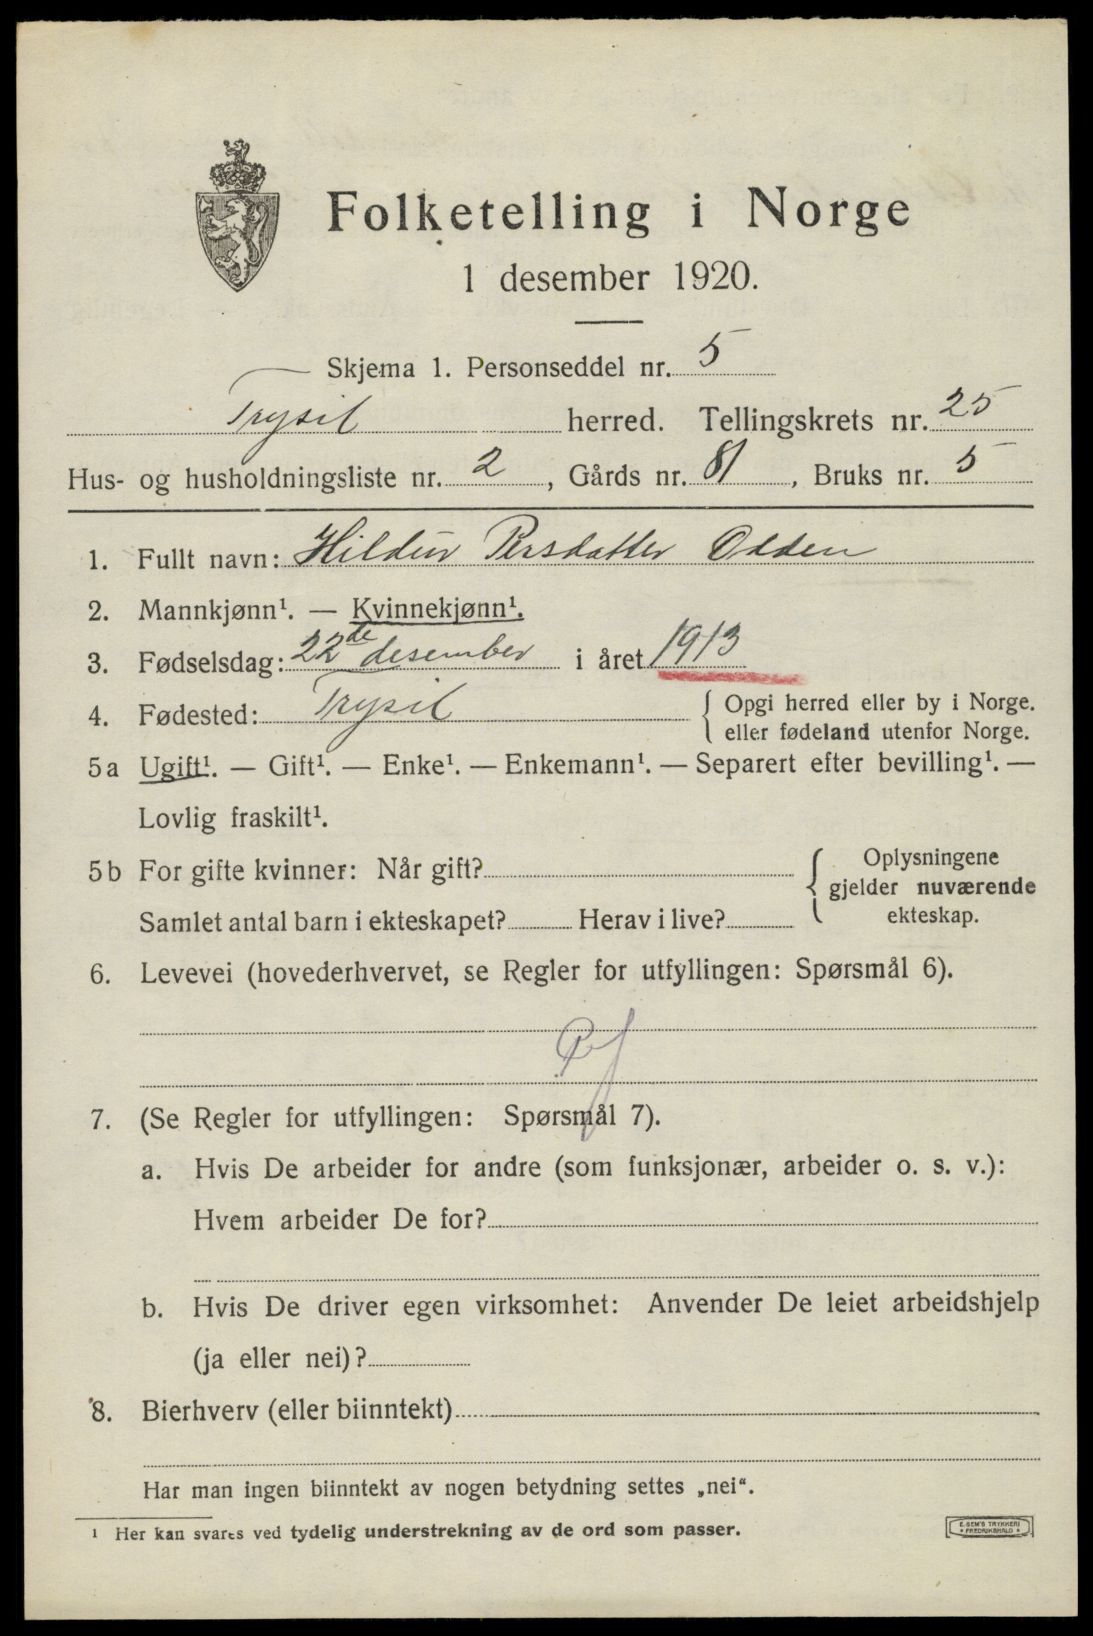 Folketelling i Norge
1 desember 1920.
Skjema 1. Personseddel nr. 5
Trysil herred. Tellingskrets nr. 25
Hus- og husholdningsliste nr. 2, Gårds nr. 81, Bruks nr. 5
1. Fullt navn: Hildur Persdatter Odden
2. Mannkjønn¹. — Kvinnekjønn¹.
3. Fødselsdag: 22de desember i året 1913
4. Fødested: Trysil { Opgi herred eller by i Norge.
eller fødeland utenfor Norge.
5a Ugift¹. — Gift¹. — Enke¹. — Enkemann¹. — Separert efter bevilling¹. —
Lovlig fraskilt¹.
5b For gifte kvinner: Når gift? { Oplysningene
gjelder nuværende
Samlet antal barn i ekteskapet? Herav i live? ekteskap.
6. Levevei (hovederhvervet, se Regler for utfyllingen: Spørsmål 6).
7. (Se Regler for utfyllingen: Spørsmål 7).
a. Hvis De arbeider for andre (som funksjonær, arbeider o. s. v.):
Hvem arbeider De for?
b. Hvis De driver egen virksomhet: Anvender De leiet arbeidshjelp
(ja eller nei)?
8. Bierhverv (eller biinntekt)
Har man ingen biinntekt av nogen betydning settes „nei“.
¹ Her kan svares ved tydelig understrekning av de ord som passer.
E. SEM'S TRYKKERI
FREDRIKSHALD